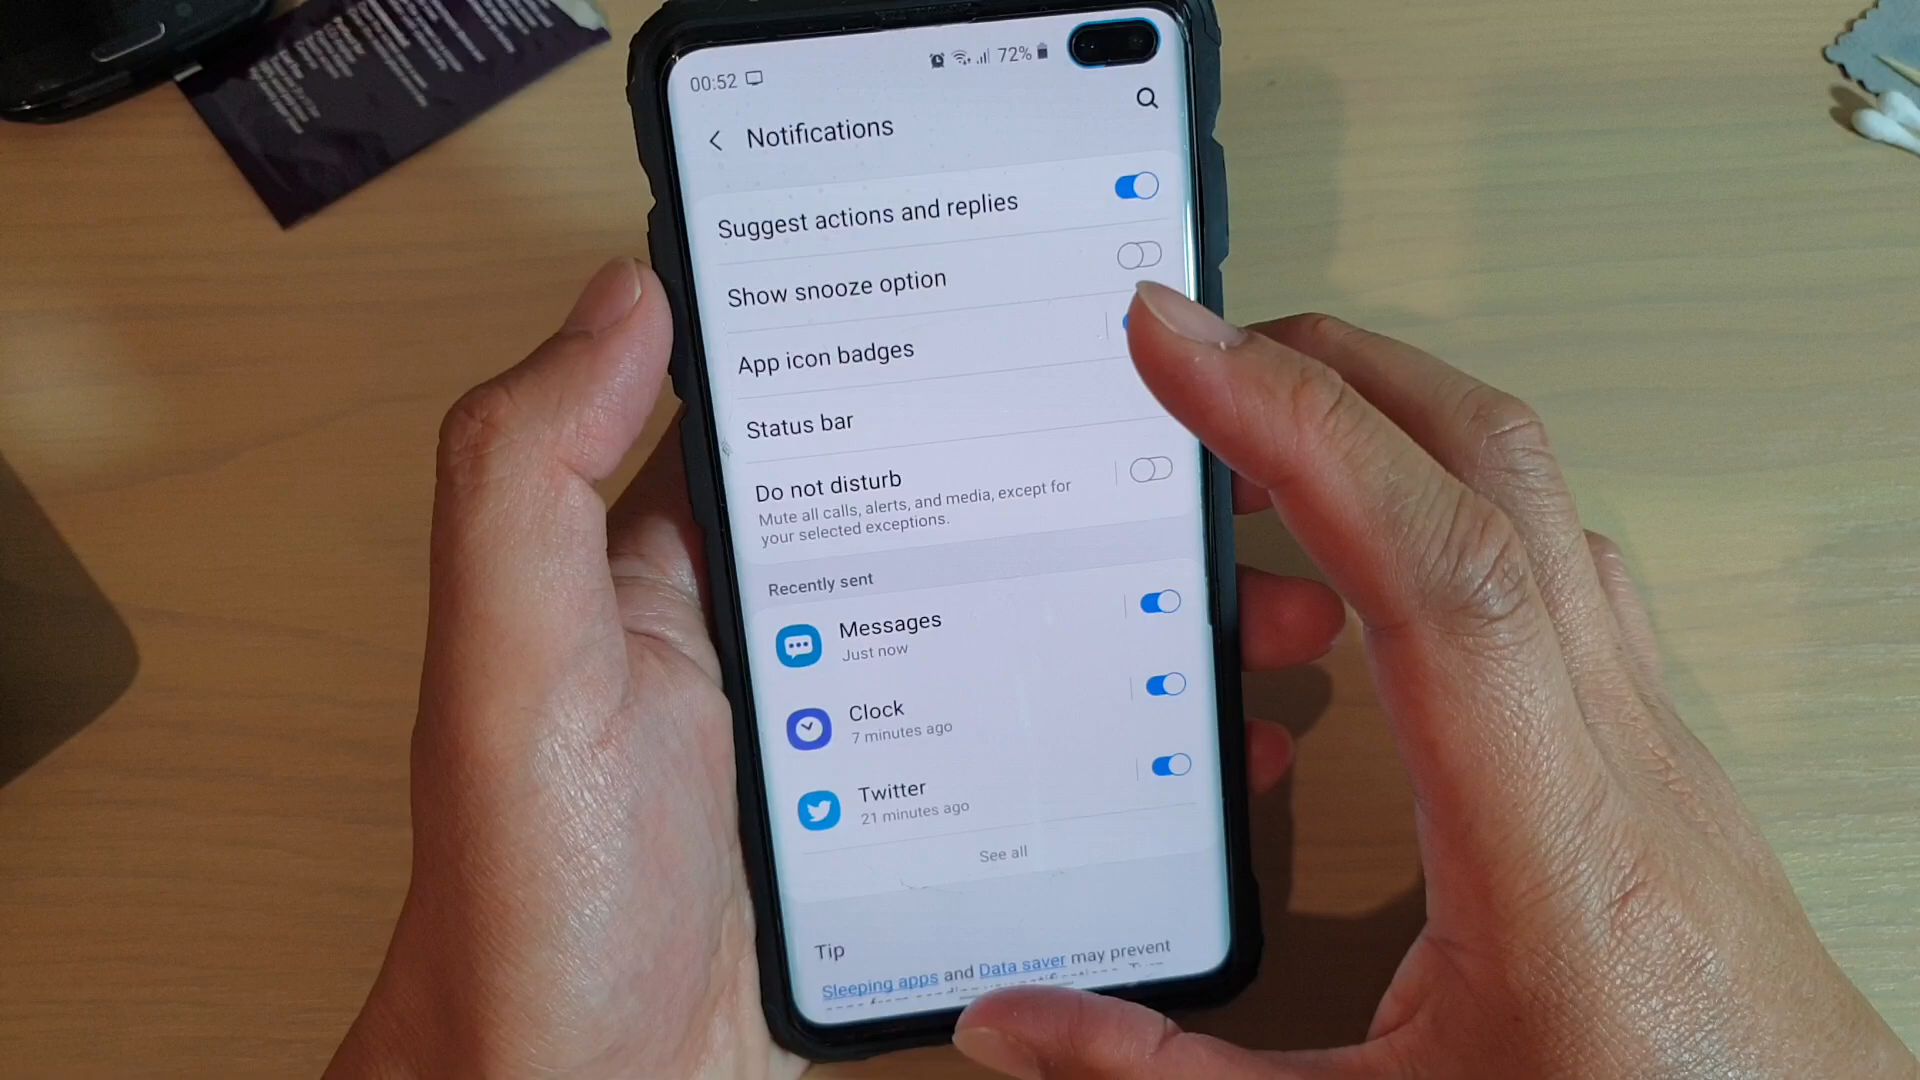 00:52
72%
Notifications
Suggest actions and replies
Show snooze option
App icon badges
Status bar
Do not disturb
Mute all calls, alerts, and media, except for
your selected exceptions.
Recently sent
Messages
Just now
Clock
7 minutes ago
Twitter
21 minutes ago
See all
Tip
Sleeping apps and Data saver may prevent